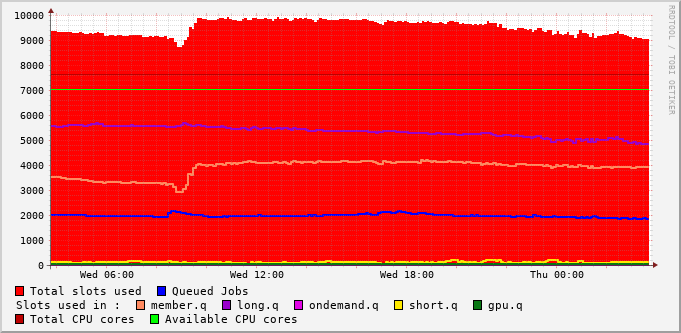 10000
9000
8000
7000
6000
5000
4000
3000
2000
1000
0
Wed 06:00 Wed 12:00 Wed 18:00 Thu 00:00
Total slots used Queued Jobs
Slots used in : member.q long.q ondemand.q short.q gpu.q
Total CPU cores Available CPU cores
RRDTOOL / TOBI OETIKER